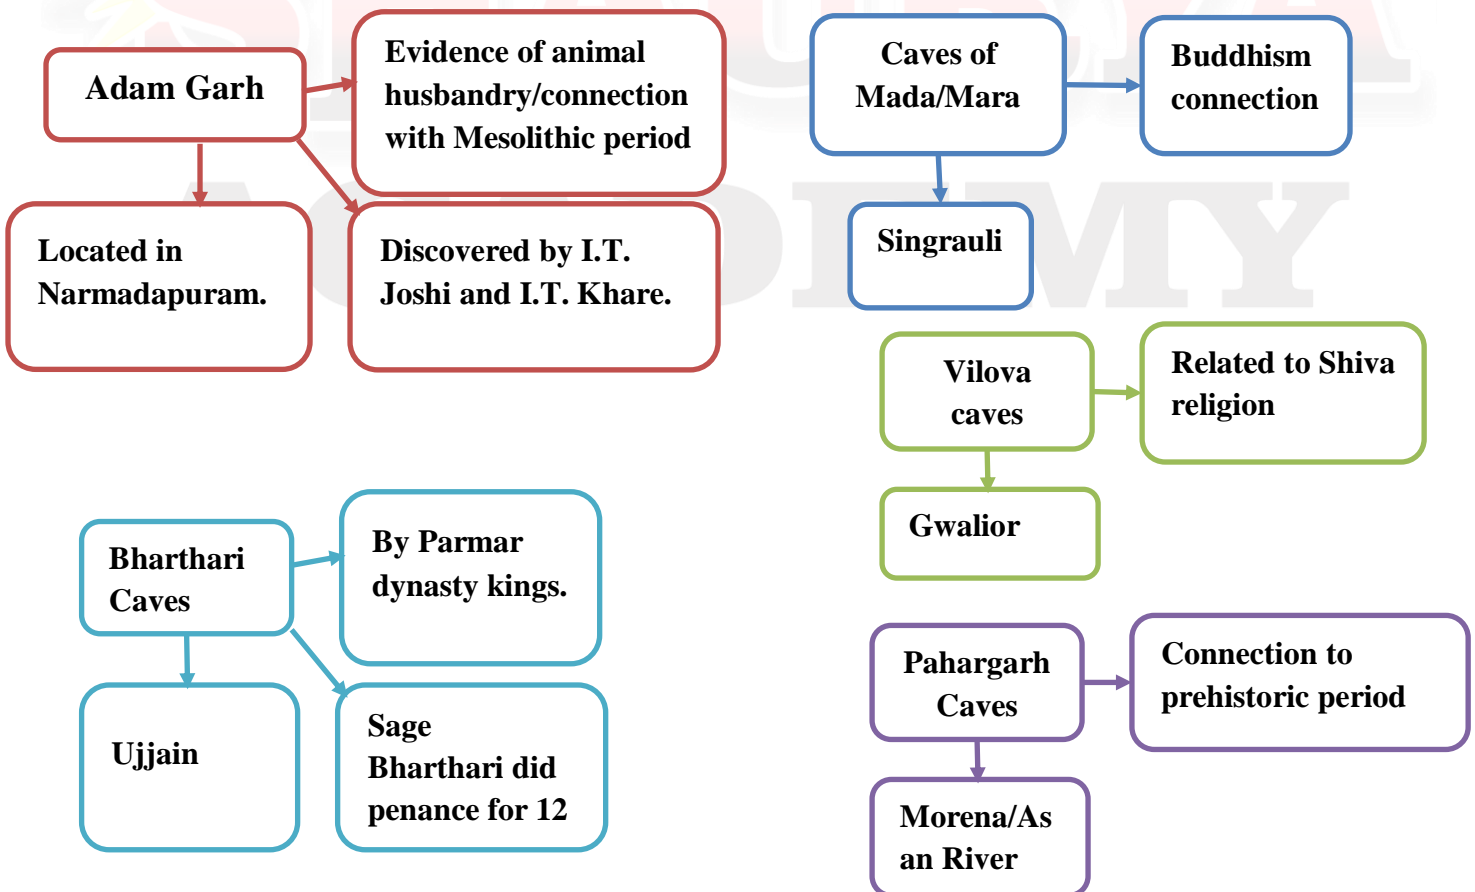 Adam Garh
Evidence of animal
husbandry/connection
with Mesolithic period
Located in
Narmadapuram.
Discovered by I.T.
Joshi and I.T. Khare.
Caves of
Mada/Mara
Buddhism
connection
Singrauli
Vilova
caves
Related to Shiva
religion
Gwalior
Bharthari
Caves
By Parmar
dynasty kings.
Ujjain
Sage
Bharthari did
penance for 12
Pahargarh
Caves
Connection to
prehistoric period
Morena/As
an River
ACADEMY